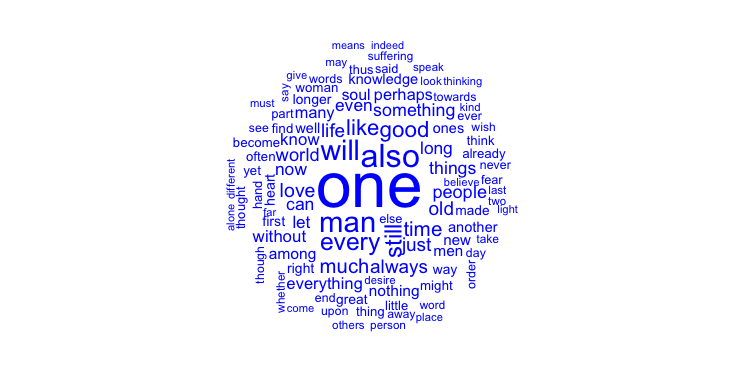 means indeed
suffering
may thus said speak
give words knowledge look thinking
say woman soul perhaps towards
must longer even something kind
part many life like good ones ever wish
see find well know will also long think
become world already
often now things never
yet heart love one people believe fear
different hand can man old last
thought far first let else made two
alone light
without every still time another
among just new take
though right much always men day
whether everything desire way order
nothing might
end great little word
come upon thing away place
others person